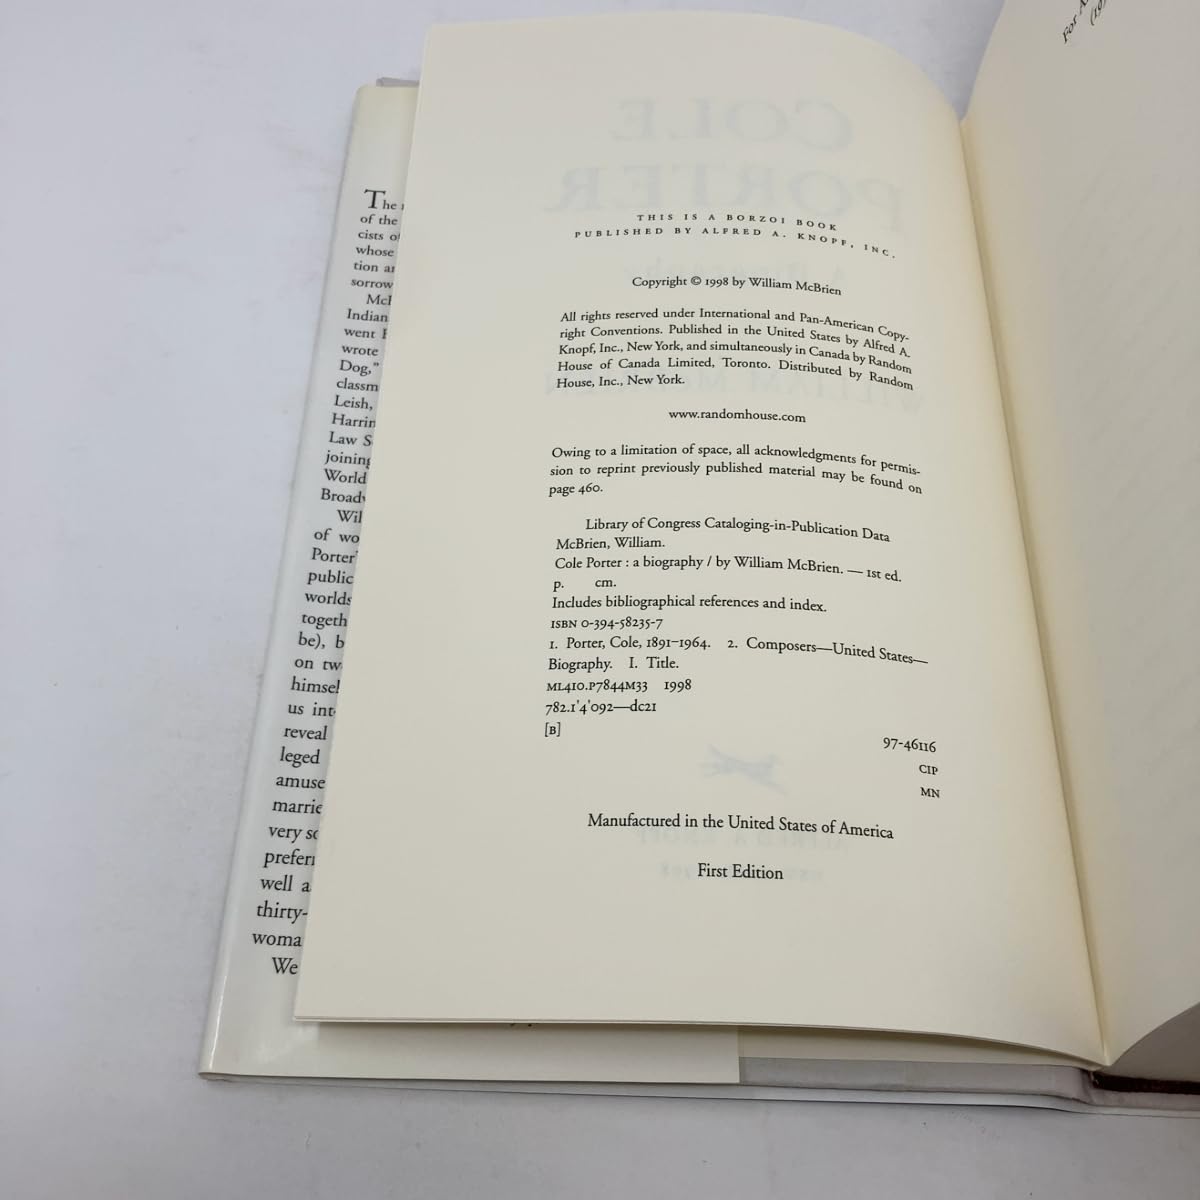 For
The
of the
cists of
whose
tion
sorrow
Indian
went
wrote
Dog,"
classm
Leish,
Harrin
Law S
joining
World
Broadw
Wil
of wo
Porter'
public
worlds
togeth
be), b
on tw
himsel
us int
reveal
leged
amuse
marrie
very so
prefer
well a
thirty-
woma
We
COLE
PORTER
THIS IS A BORZOI BOOK
PUBLISHED BY ALFRED A. KNOPF, INC.
Copyright © 1998 by William McBrien
All rights reserved under International and Pan-American Copy-
right Conventions. Published in the United States by Alfred A.
Knopf, Inc., New York, and simultaneously in Canada by Random
House of Canada Limited, Toronto. Distributed by Random
House, Inc., New York.
www.randomhouse.com
Owing to a limitation of space, all acknowledgments for permis-
sion to reprint previously published material may be found on
page 460.
Library of Congress Cataloging-in-Publication Data
McBrien, William.
Cole Porter : a biography / by William McBrien. — 1st ed.
p. cm.
Includes bibliographical references and index.
ISBN 0-394-58235-7
1. Porter, Cole, 1891–1964. 2. Composers—United States—
Biography. I. Title.
ML410.P7844M33 1998
782.1'4'092—dc21
[B]
97-46116
CIP
MN
Manufactured in the United States of America
First Edition